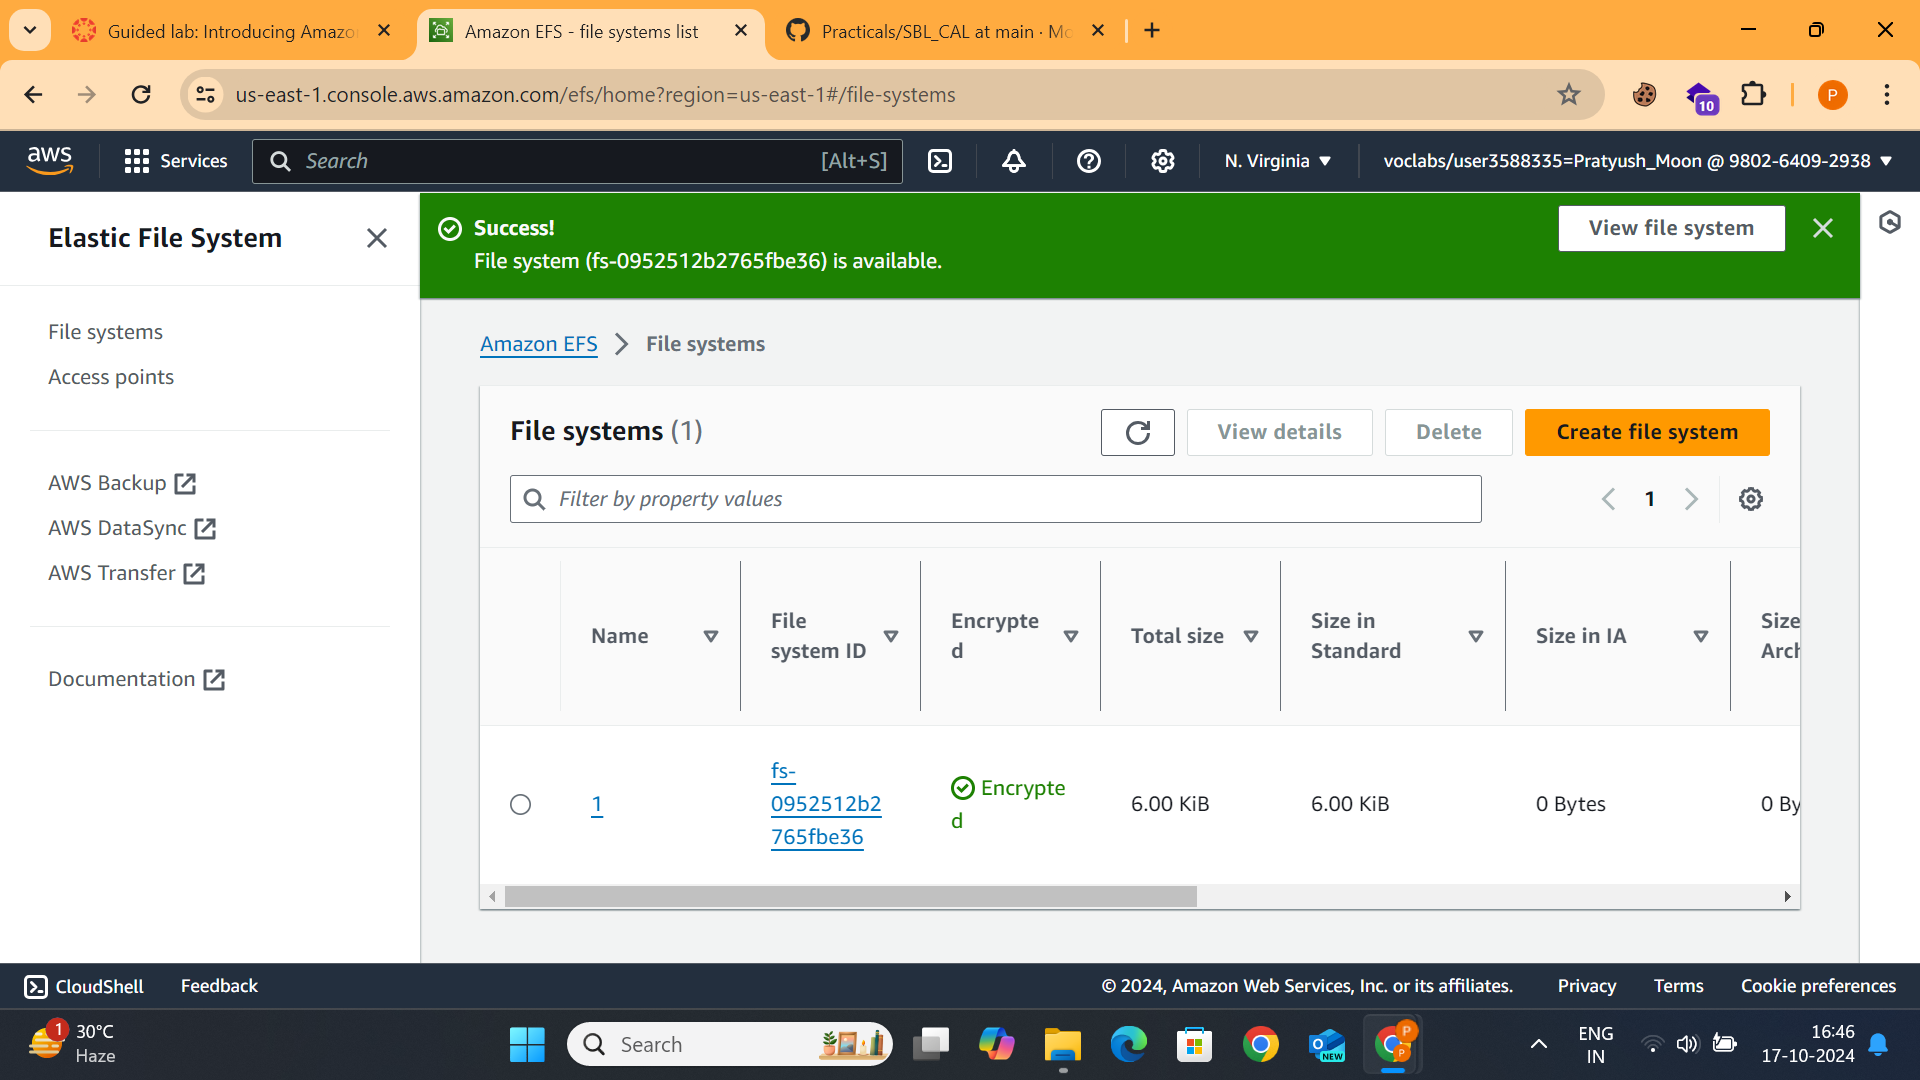 Guided lab: Introducing Amazo
Amazon EFS - file systems list
Practicals/SBL_CAL at main · Mo
us-east-1.console.aws.amazon.com/efs/home?region=us-east-1#/file-systems
10
P
aws
Services
Search
[Alt+S]
N. Virginia
voclabs/user3588335=Pratyush_Moon @ 9802-6409-2938
Elastic File System
Success!
File system (fs-0952512b2765fbe36) is available.
View file system
File systems
Access points
AWS Backup
AWS DataSync
AWS Transfer
Documentation
Amazon EFS
File systems
File systems (1)
View details
Delete
Create file system
Filter by property values
1
Name
File
system ID
Encrypte
d
Total size
Size in
Standard
Size in IA
Size
Arch
1
fs-
0952512b2
765fbe36
Encrypte
d
6.00 KiB
6.00 KiB
0 Bytes
0 By
CloudShell
Feedback
© 2024, Amazon Web Services, Inc. or its affiliates.
Privacy
Terms
Cookie preferences
1
30°C
Haze
Search
NEW
P
P
ENG
IN
16:46
17-10-2024